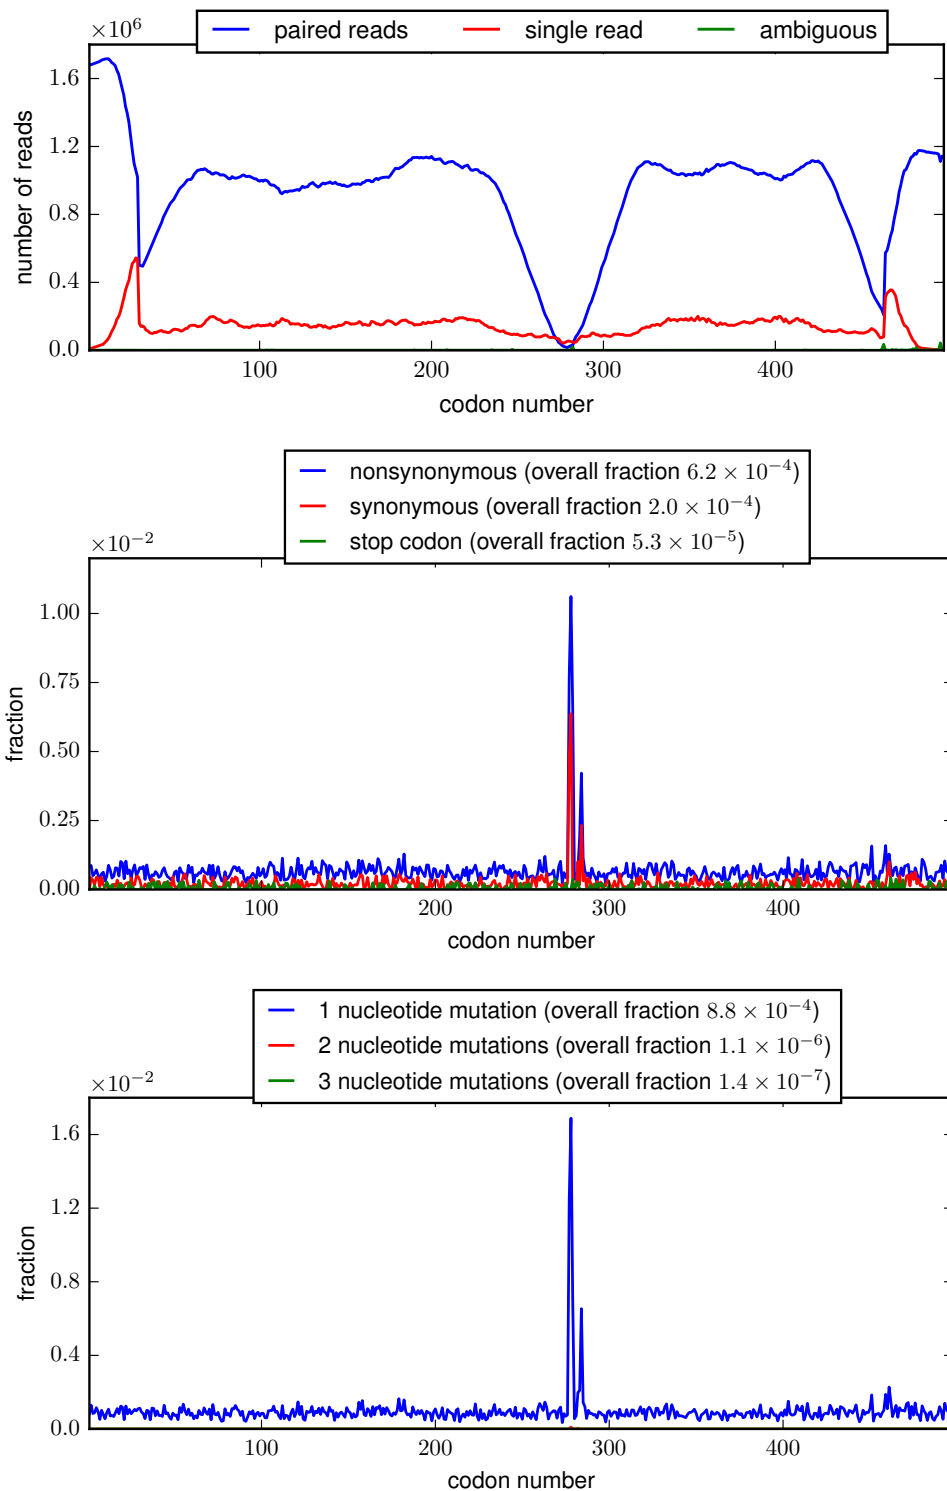 ×10⁶
paired reads single read ambiguous
1.6
1.2
0.8
0.4
0.0
number of reads
100 200 300 400
codon number
nonsynonymous (overall fraction 6.2 × 10⁻⁴)
synonymous (overall fraction 2.0 × 10⁻⁴)
stop codon (overall fraction 5.3 × 10⁻⁵)
×10⁻²
1.00
0.75
0.50
0.25
0.00
fraction
100 200 300 400
codon number
1 nucleotide mutation (overall fraction 8.8 × 10⁻⁴)
2 nucleotide mutations (overall fraction 1.1 × 10⁻⁶)
3 nucleotide mutations (overall fraction 1.4 × 10⁻⁷)
×10⁻²
1.6
1.2
0.8
0.4
0.0
fraction
100 200 300 400
codon number